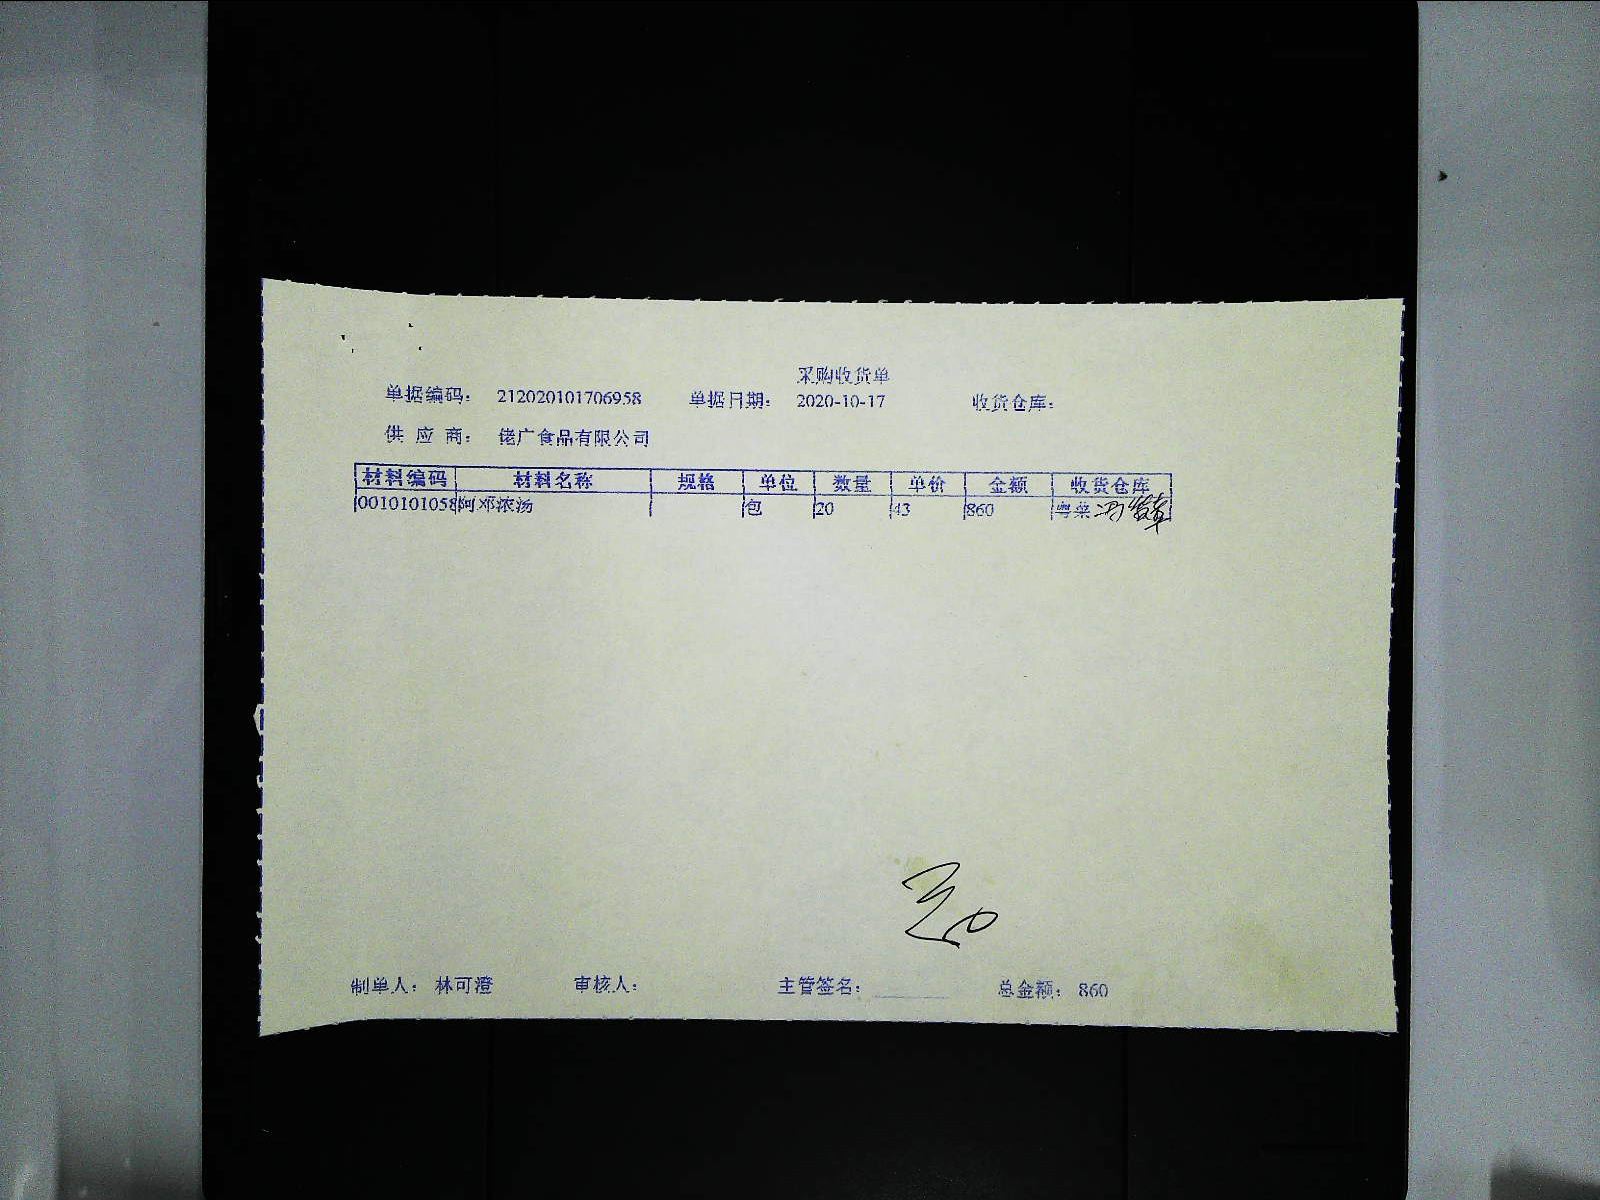 采购收货单
单据编码： 212020101706958 单据日期： 2020-10-17 收货仓库：
供 应 商： 佬广食品有限公司
材料编码 材料名称 规格 单位 数量 单价 金额 收货仓库
0010101058 阿邓浓汤 包 20 43 860 粤菜
制单人： 林可澄 审核人： 主管签名： 总金额： 860